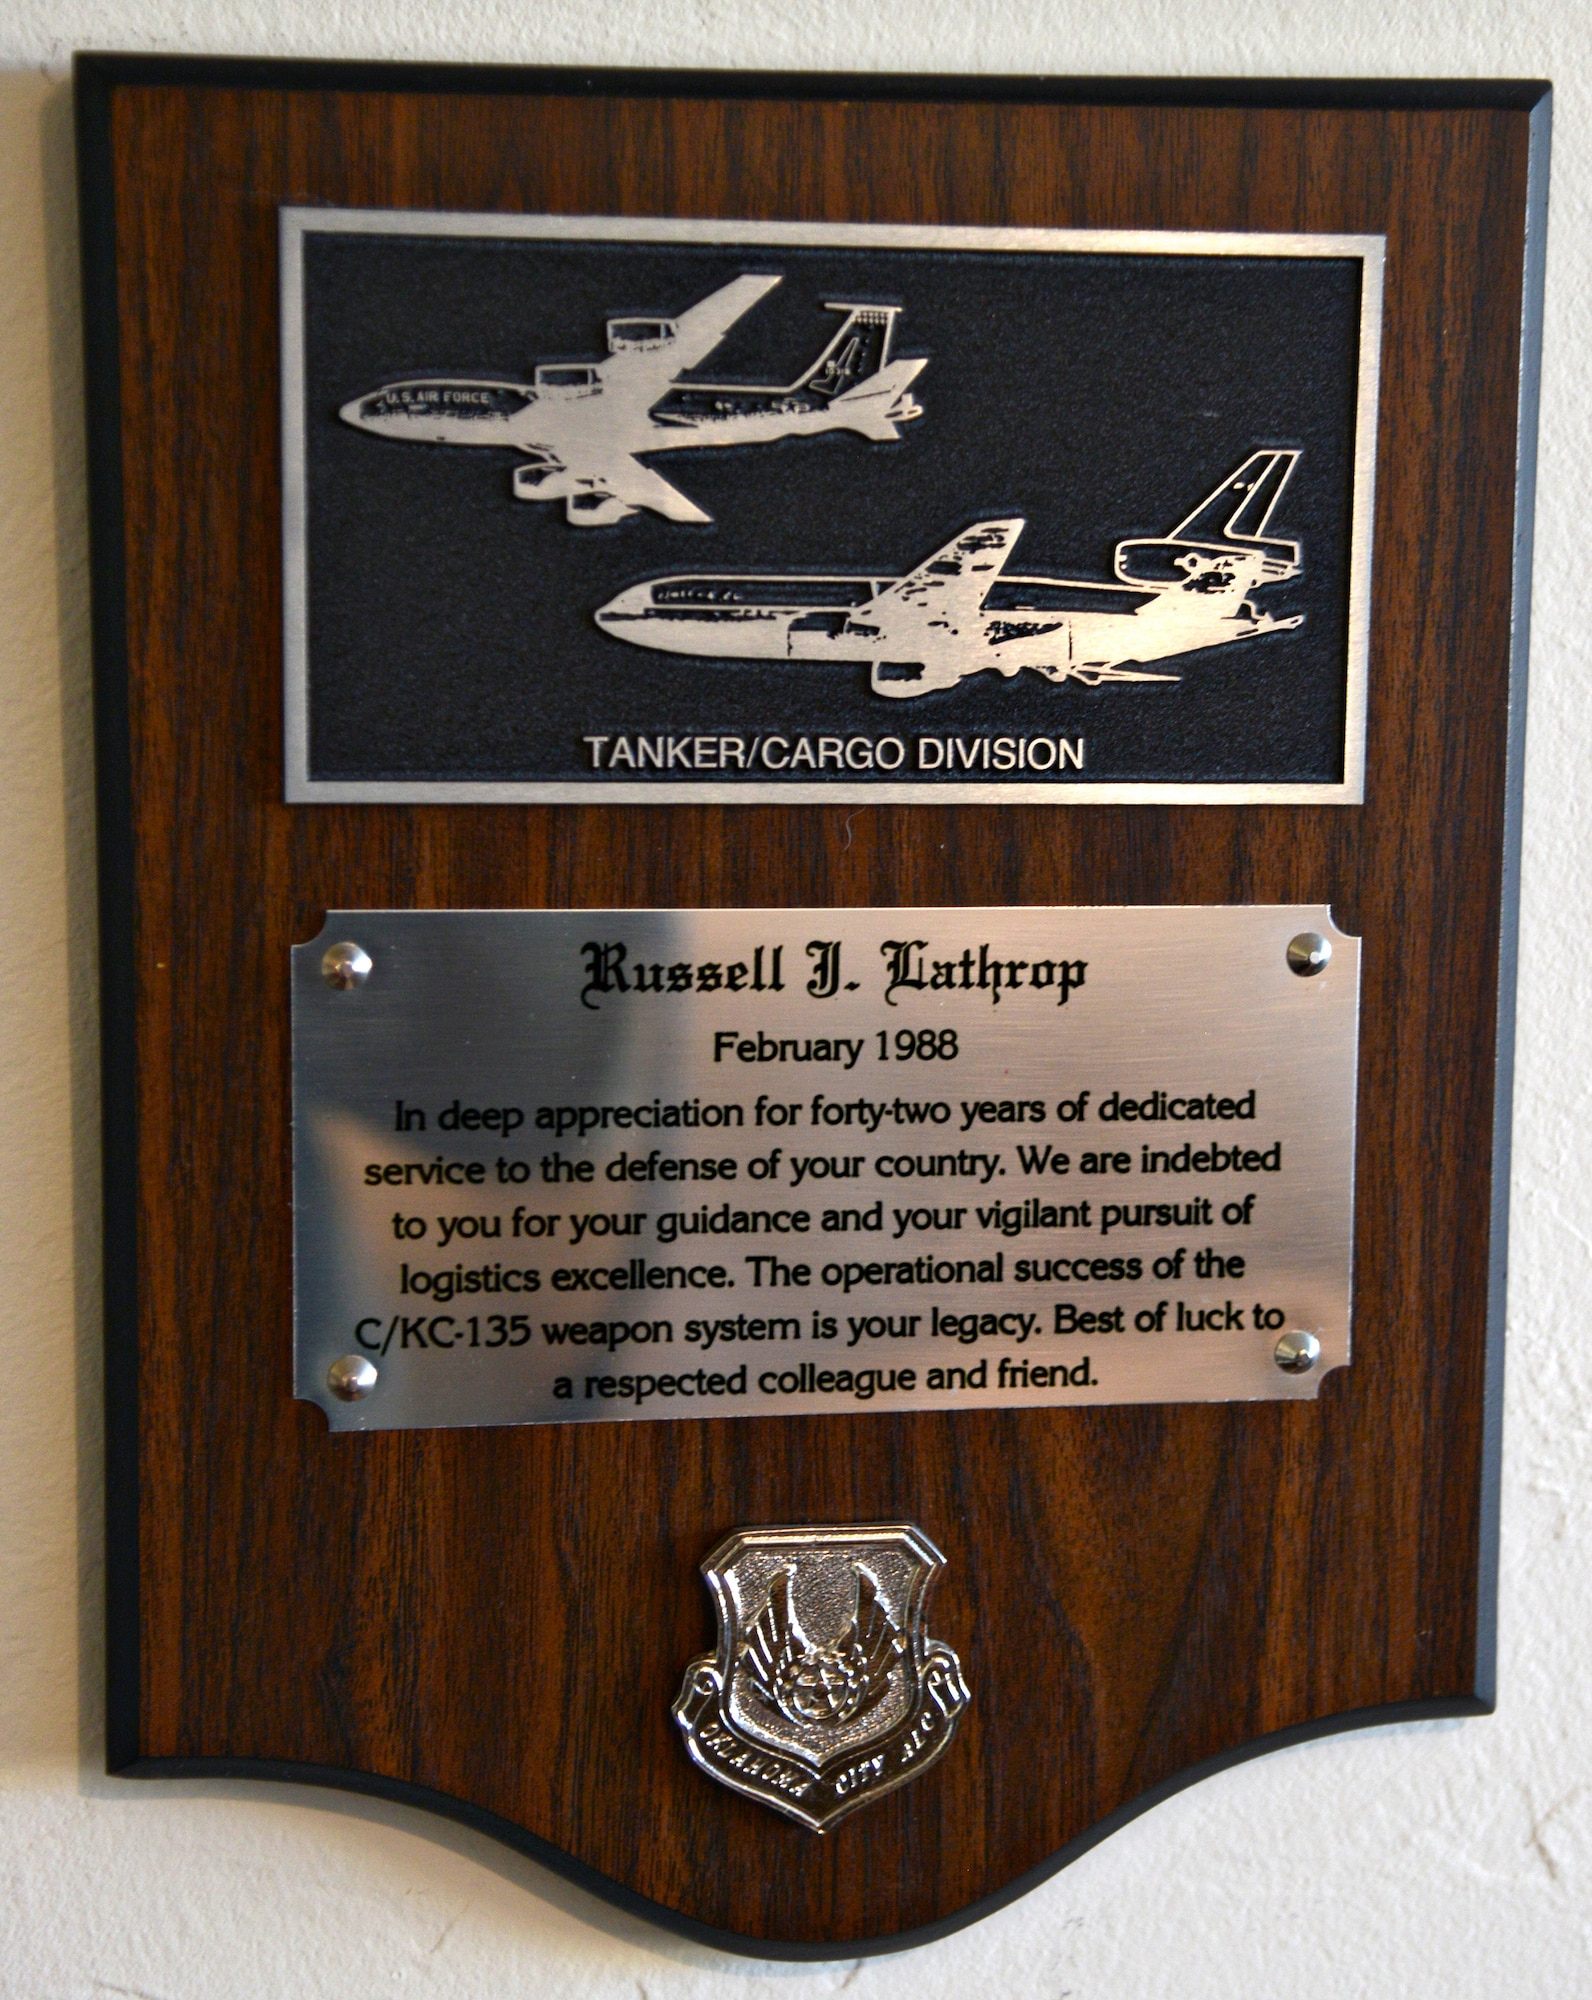 U.S. AIR FORCE
TANKER/CARGO DIVISION
Russell J. Lathrop
February 1988
In deep appreciation for forty-two years of dedicated
service to the defense of your country. We are indebted
to you for your guidance and your vigilant pursuit of
logistics excellence. The operational success of the
C/KC-135 weapon system is your legacy. Best of luck to
a respected colleague and friend.
OKLAHOMA CITY ALC